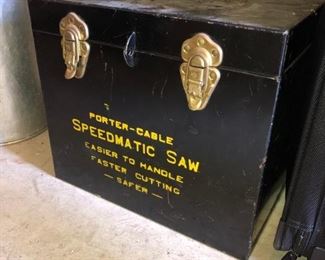 PORTER-CABLE
SPEEDMATIC SAW
EASIER TO HANDLE
FASTER CUTTING
— SAFER —